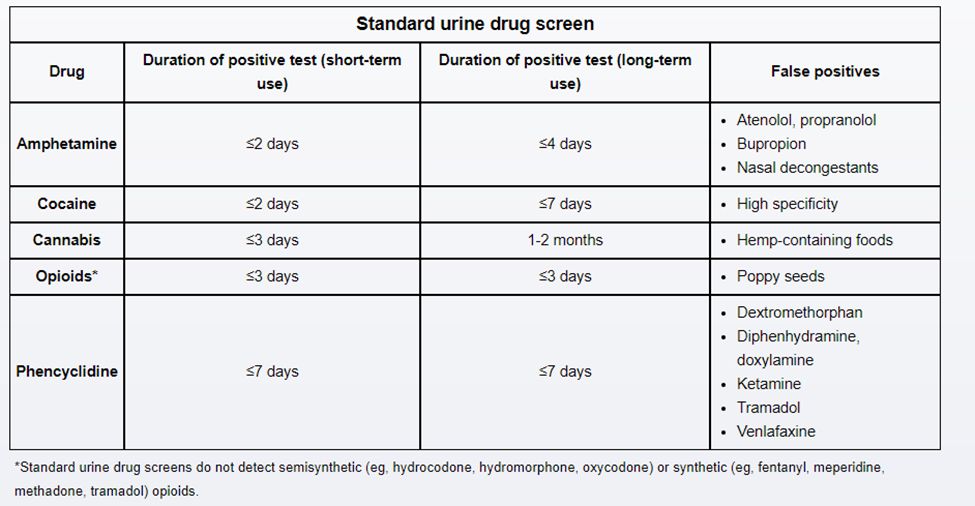 Standard urine drug screen
Drug
Duration of positive test (short-term
use)
Duration of positive test (long-term
use)
False positives
Amphetamine
≤2 days
≤4 days
• Atenolol, propranolol
• Bupropion
• Nasal decongestants
Cocaine
≤2 days
≤7 days
• High specificity
Cannabis
≤3 days
1-2 months
• Hemp-containing foods
Opioids*
≤3 days
≤3 days
• Poppy seeds
Phencyclidine
≤7 days
≤7 days
• Dextromethorphan
• Diphenhydramine,
doxylamine
• Ketamine
• Tramadol
• Venlafaxine
*Standard urine drug screens do not detect semisynthetic (eg, hydrocodone, hydromorphone, oxycodone) or synthetic (eg, fentanyl, meperidine,
methadone, tramadol) opioids.